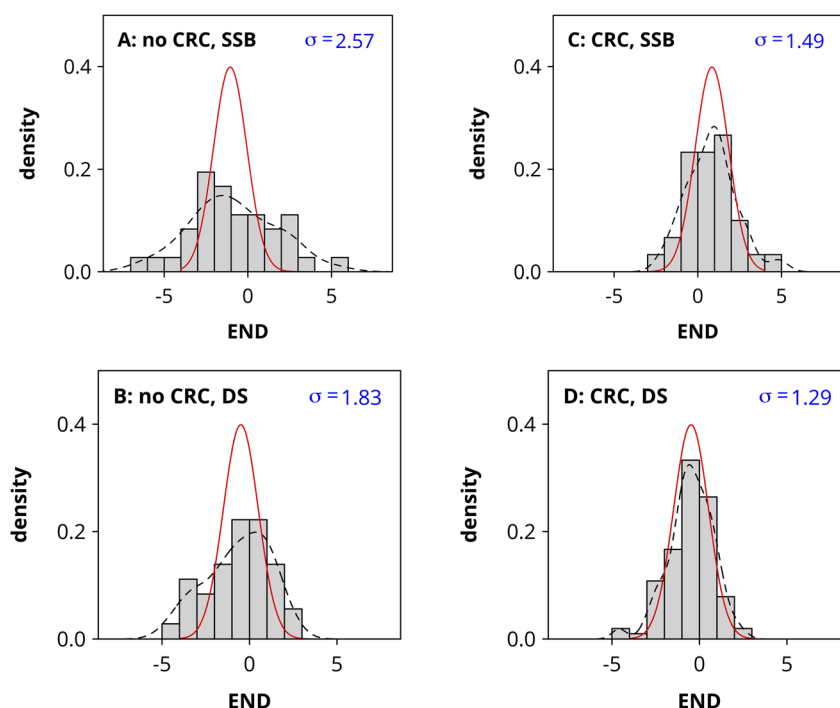 A: no CRC, SSB
σ = 2.57
density
0.4
0.2
0.0
-5
0
5
END
C: CRC, SSB
σ = 1.49
density
0.4
0.2
0.0
-5
0
5
END
B: no CRC, DS
σ = 1.83
density
0.4
0.2
0.0
-5
0
5
END
D: CRC, DS
σ = 1.29
density
0.4
0.2
0.0
-5
0
5
END